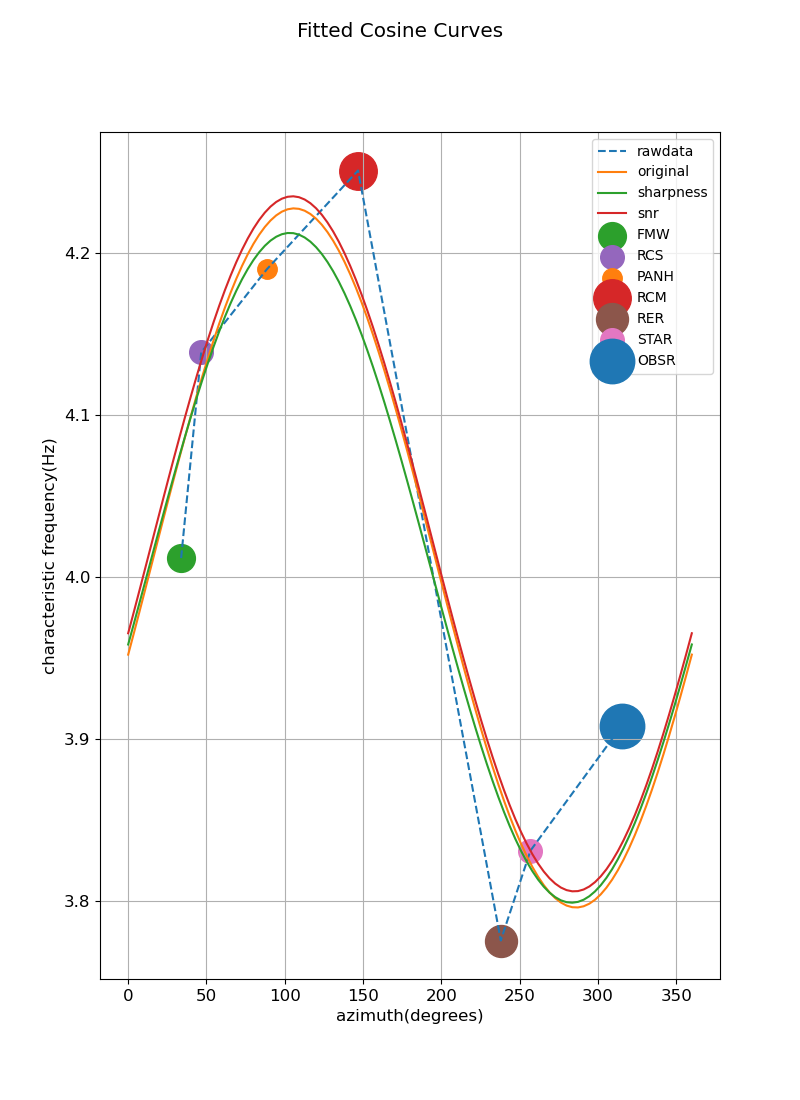 Fitted Cosine Curves
rawdata
original
sharpness
snr
FMW
RCS
PANH
RCM
RER
STAR
OBSR
4.2
4.1
4.0
3.9
3.8
characteristic frequency(Hz)
0 50 100 150 200 250 300 350
azimuth(degrees)